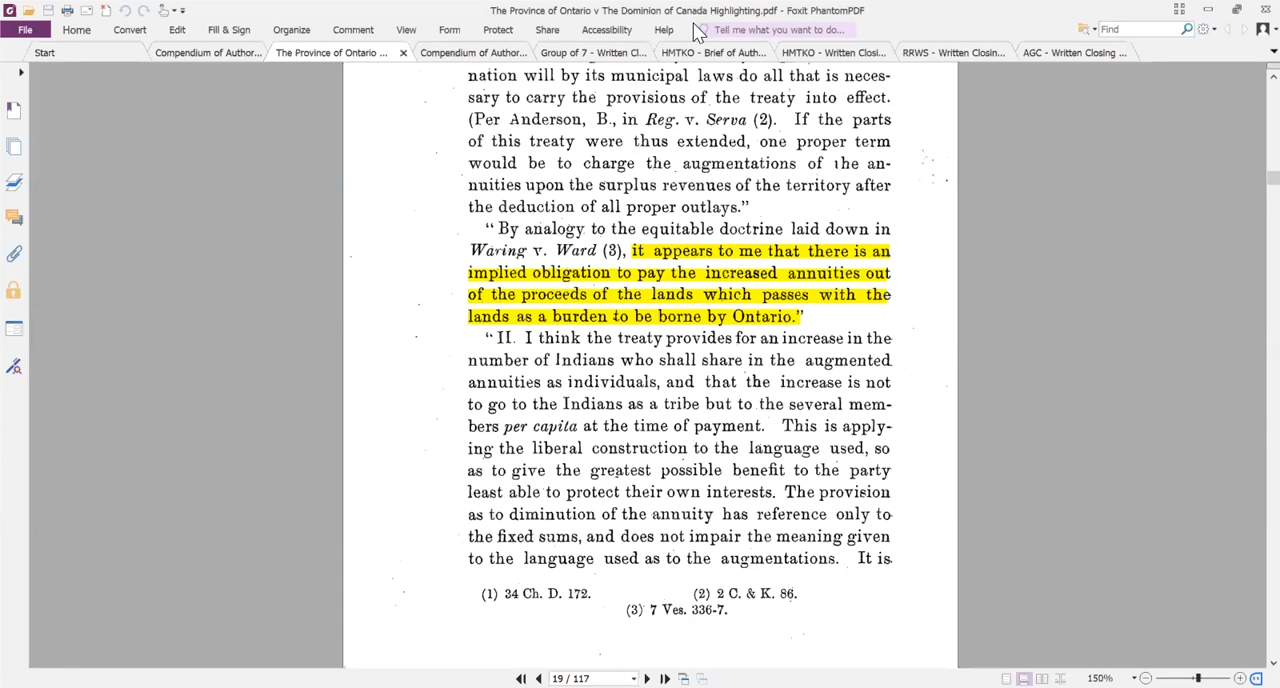 The Province of Ontario v The Dominion of Canada Highlighting.pdf - Foxit PhantomPDF
File Home Convert Edit Fill & Sign Organize Comment View Form Protect Share Accessibility Help Tell me what you want to do... Find
Start Compendium of Author... The Province of Ontario ... Compendium of Author... Group of 7 - Written Cl... HMTKO - Brief of Auth... HMTKO - Written Closi... RRWS - Written Closin... AGC - Written Closing ...
nation will by its municipal laws do all that is neces-
sary to carry the provisions of the treaty into effect.
(Per Anderson, B., in Reg. v. Serva (2). If the parts
of this treaty were thus extended, one proper term
would be to charge the augmentations of the an-
nuities upon the surplus revenues of the territory after
the deduction of all proper outlays."
" By analogy to the equitable doctrine laid down in
Waring v. Ward (3), it appears to me that there is an
implied obligation to pay the increased annuities out
of the proceeds of the lands which passes with the
lands as a burden to be borne by Ontario."
" II. I think the treaty provides for an increase in the
number of Indians who shall share in the augmented
annuities as individuals, and that the increase is not
to go to the Indians as a tribe but to the several mem-
bers per capita at the time of payment. This is apply-
ing the liberal construction to the language used, so
as to give the greatest possible benefit to the party
least able to protect their own interests. The provision
as to diminution of the annuity has reference only to
the fixed sums, and does not impair the meaning given
to the language used as to the augmentations. It is
(1) 34 Ch. D. 172. (2) 2 C. & K. 86.
(3) 7 Ves. 336-7.
19 / 117 150%